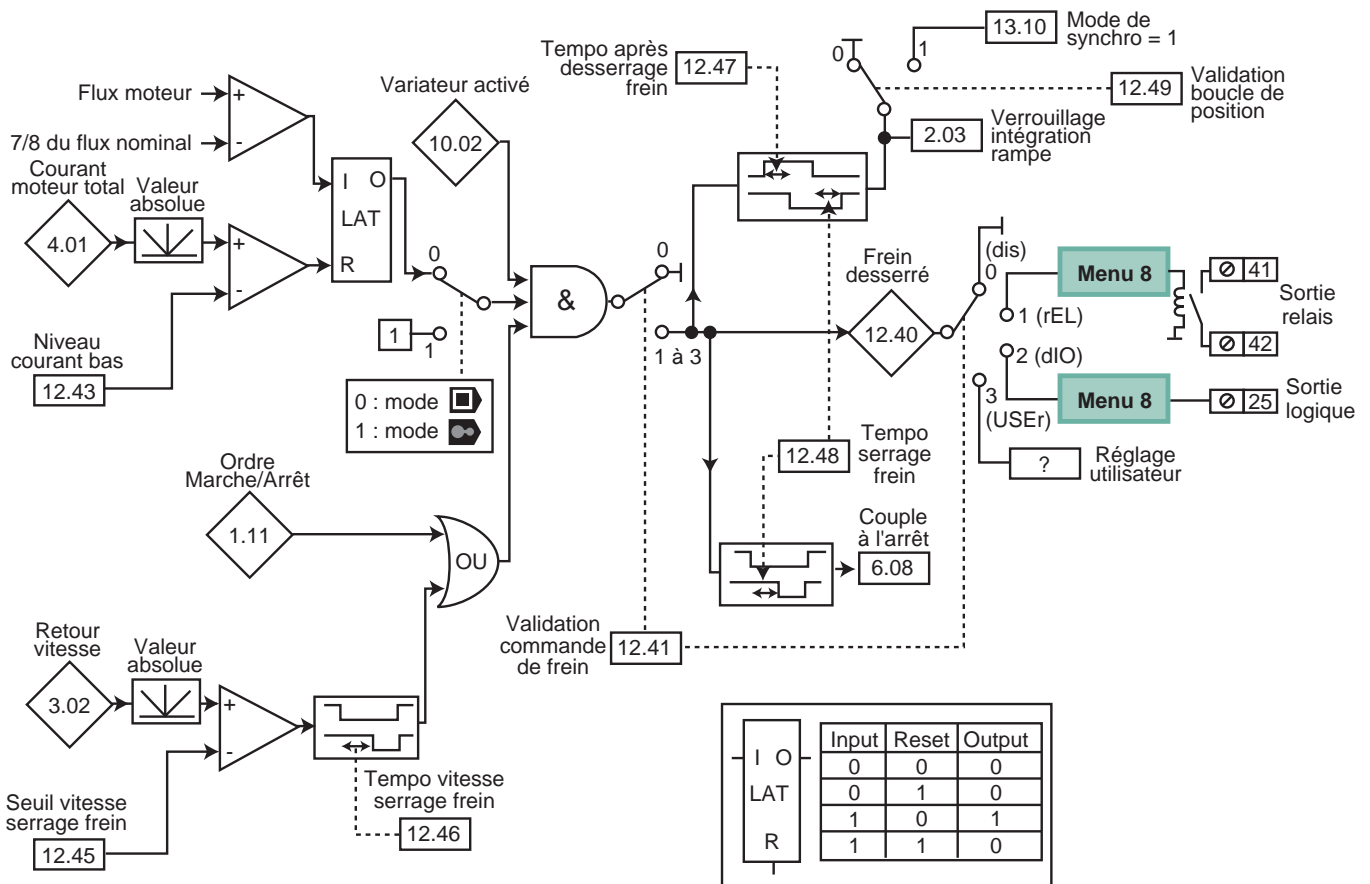 Flux moteur
+
7/8 du flux nominal
-
Courant
moteur total
4.01
Valeur
absolue
+
-
Niveau
courant bas
12.43
I O
LAT
R
0
1
1
0 : mode
1 : mode
Variateur activé
10.02
&
0
1 à 3
Ordre
Marche/Arrêt
1.11
OU
Retour
vitesse
3.02
Valeur
absolue
+
-
Seuil vitesse
serrage frein
12.45
Tempo vitesse
serrage frein
12.46
Tempo après
desserrage
frein
12.47
0
1
13.10
Mode de
synchro = 1
12.49
Validation
boucle de
position
2.03
Verrouillage
intégration
rampe
Frein
desserré
12.40
(dis)
0
1 (rEL)
2 (dIO)
3
(USEr)
Menu 8
41
42
Sortie
relais
Menu 8
25
Sortie
logique
?
Réglage
utilisateur
12.48
Tempo
serrage
frein
Couple
à l'arrêt
6.08
Validation
commande
de frein
12.41
I O
LAT
R
Input Reset Output
0 0 0
0 1 0
1 0 1
1 1 0